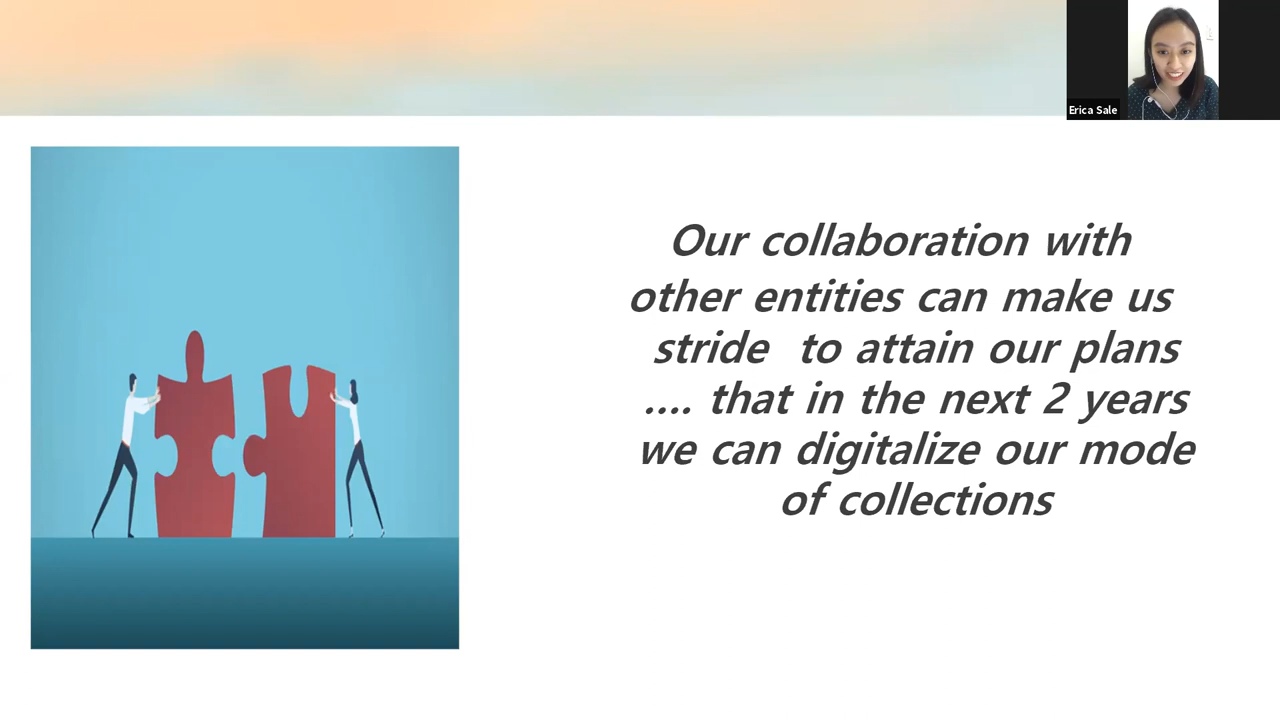 Erica Sale
Our collaboration with
other entities can make us
stride to attain our plans
.... that in the next 2 years
we can digitalize our mode
of collections